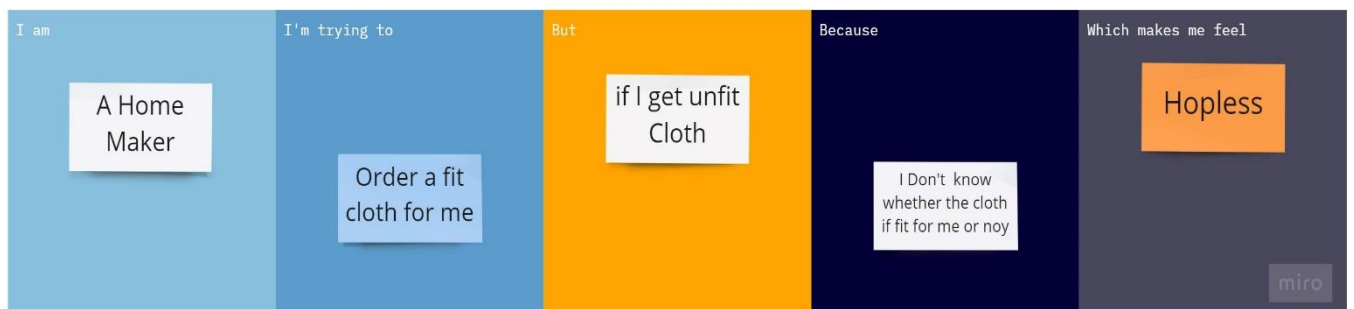 I am
A Home
Maker
I'm trying to
Order a fit
cloth for me
But
if I get unfit
Cloth
Because
I Don't know
whether the cloth
if fit for me or noy
Which makes me feel
Hopless
miro